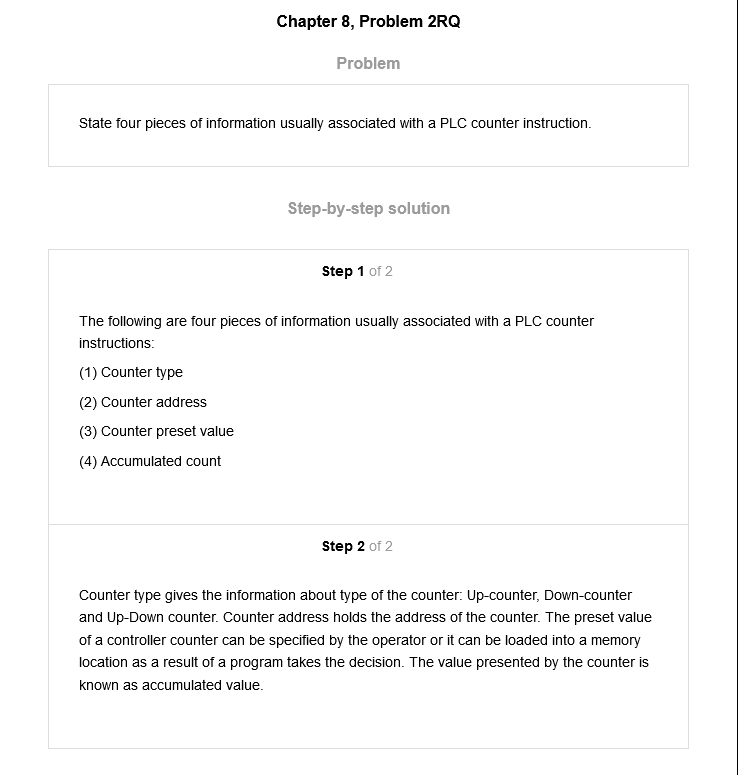 Chapter 8, Problem 2RQ
Problem
State four pieces of information usually associated with a PLC counter instruction.
Step-by-step solution
Step 1 of 2
The following are four pieces of information usually associated with a PLC counter
instructions:
(1) Counter type
(2) Counter address
(3) Counter preset value
(4) Accumulated count
Step 2 of 2
Counter type gives the information about type of the counter: Up-counter, Down-counter
and Up-Down counter. Counter address holds the address of the counter. The preset value
of a controller counter can be specified by the operator or it can be loaded into a memory
location as a result of a program takes the decision. The value presented by the counter is
known as accumulated value.